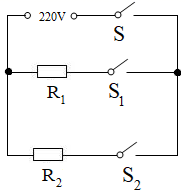 220V
S
R₁ S₁
R₂ S₂